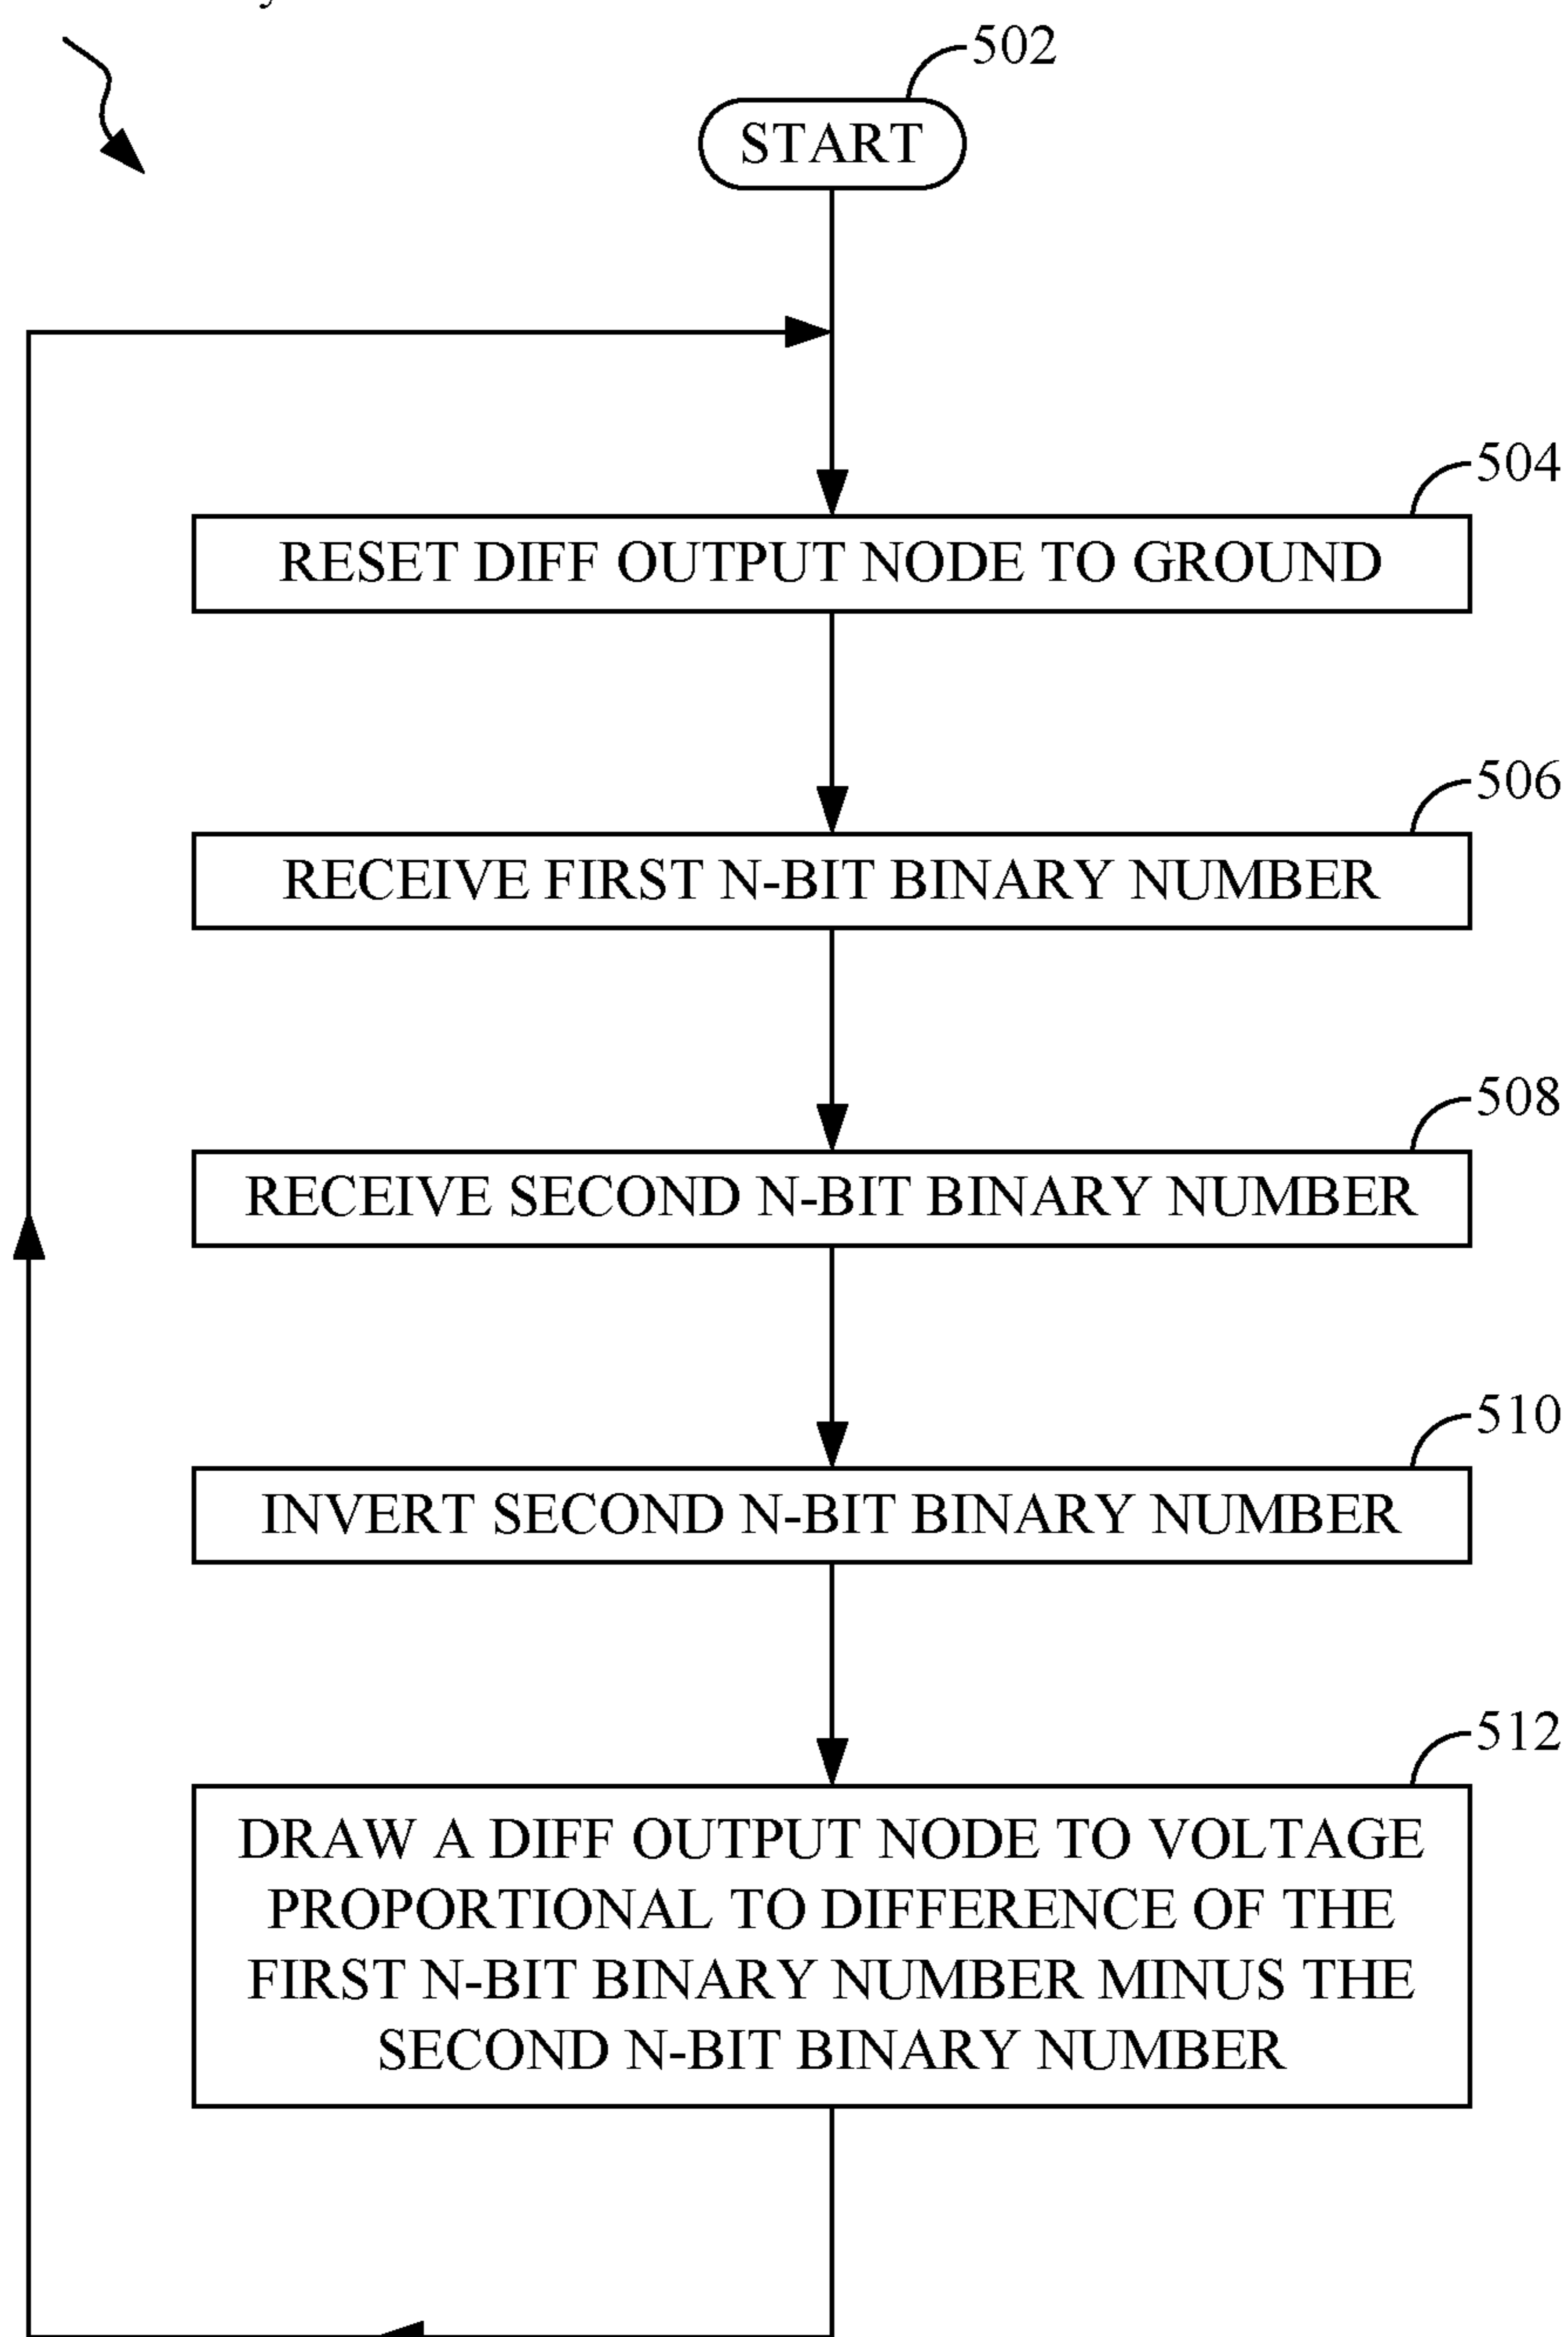 502
START
504
RESET DIFF OUTPUT NODE TO GROUND
506
RECEIVE FIRST N-BIT BINARY NUMBER
508
RECEIVE SECOND N-BIT BINARY NUMBER
510
INVERT SECOND N-BIT BINARY NUMBER
512
DRAW A DIFF OUTPUT NODE TO VOLTAGE
PROPORTIONAL TO DIFFERENCE OF THE
FIRST N-BIT BINARY NUMBER MINUS THE
SECOND N-BIT BINARY NUMBER